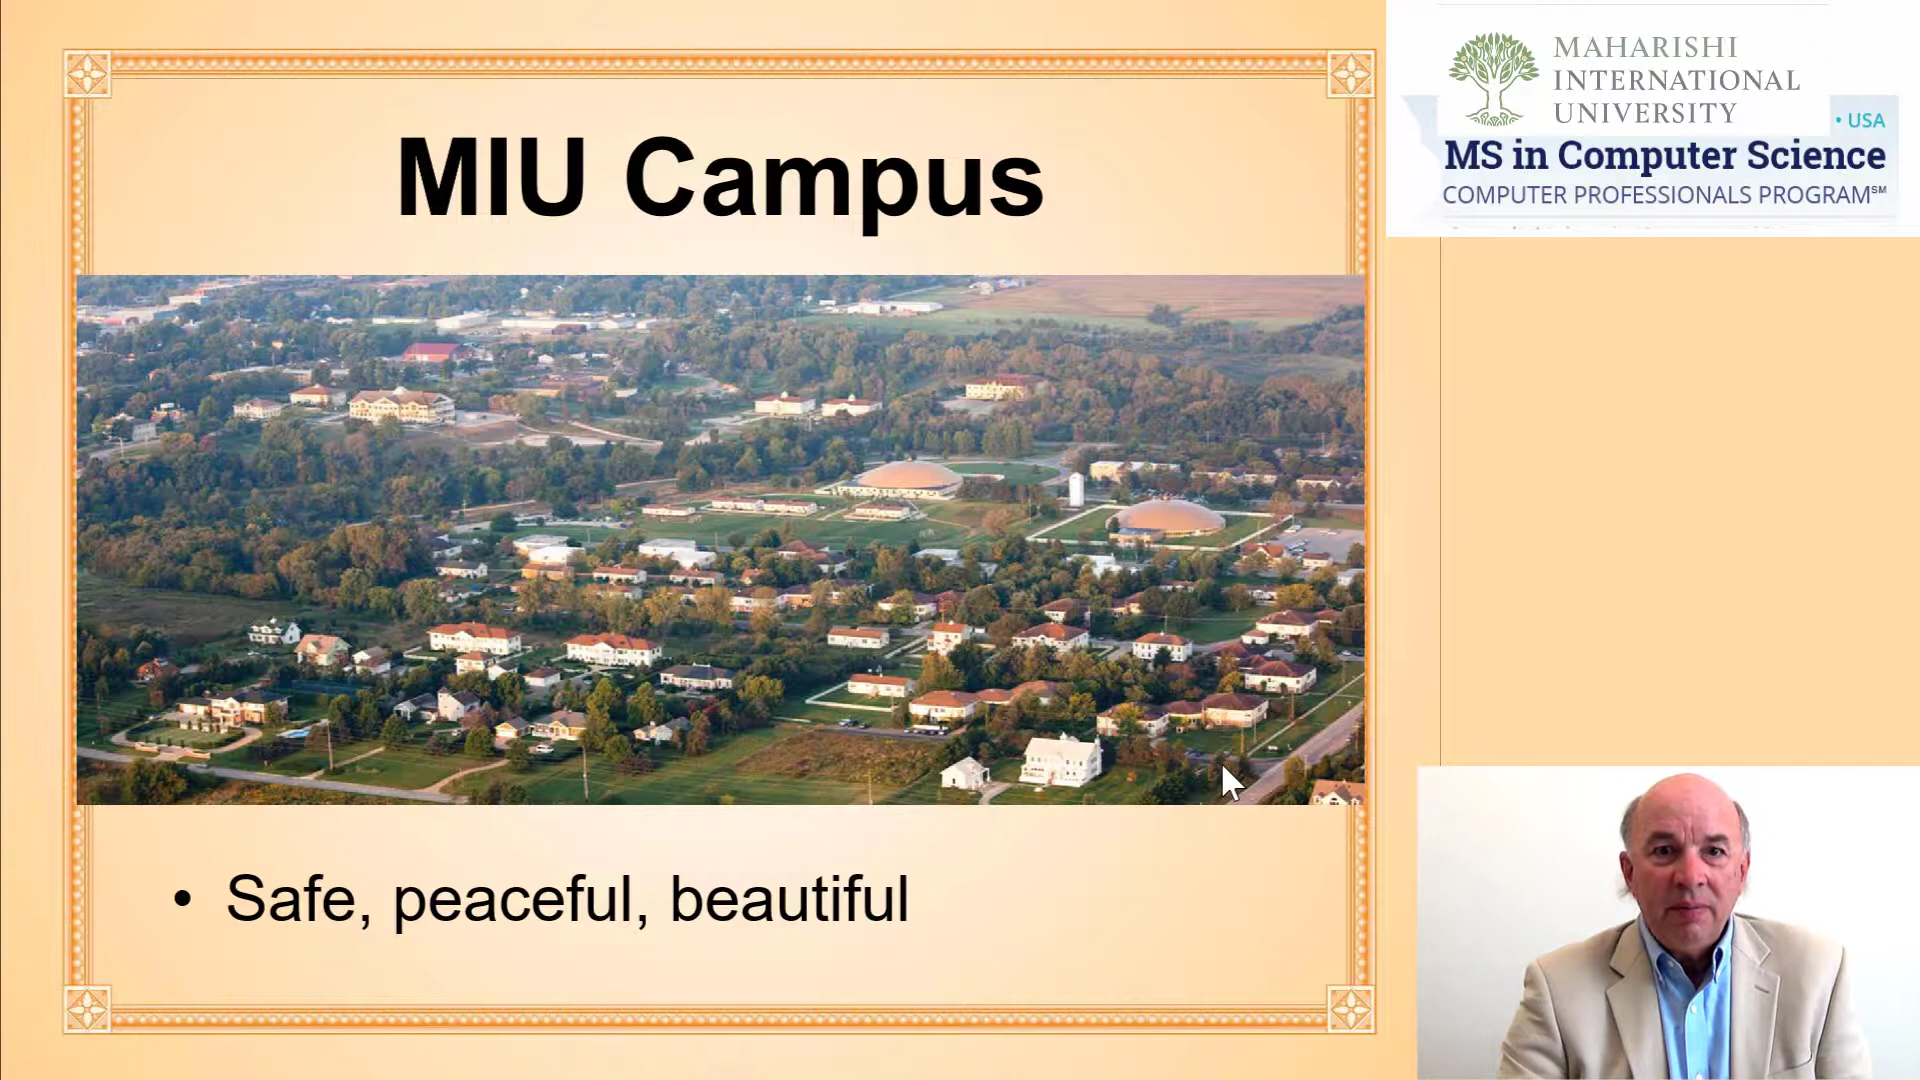 MIU Campus
• Safe, peaceful, beautiful
MAHARISHI
INTERNATIONAL
UNIVERSITY
• USA
MS in Computer Science
COMPUTER PROFESSIONALS PROGRAM℠